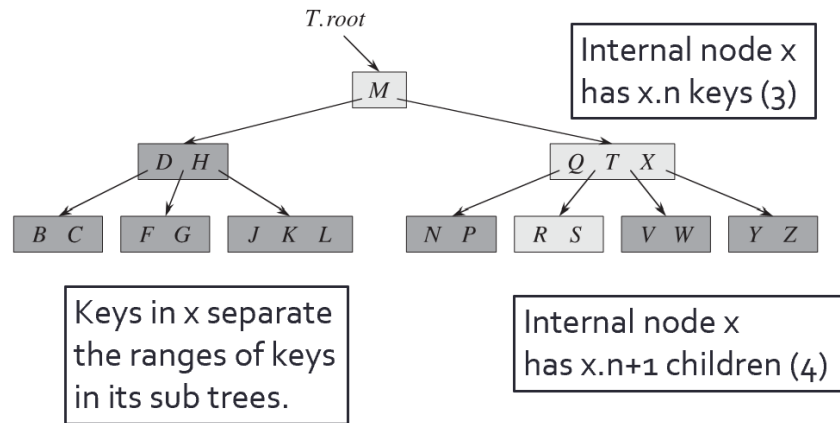 T.root
Internal node x
has x.n keys (3)
M
D H
Q T X
B C
F G
J K L
N P
R S
V W
Y Z
Keys in x separate
the ranges of keys
in its sub trees.
Internal node x
has x.n+1 children (4)